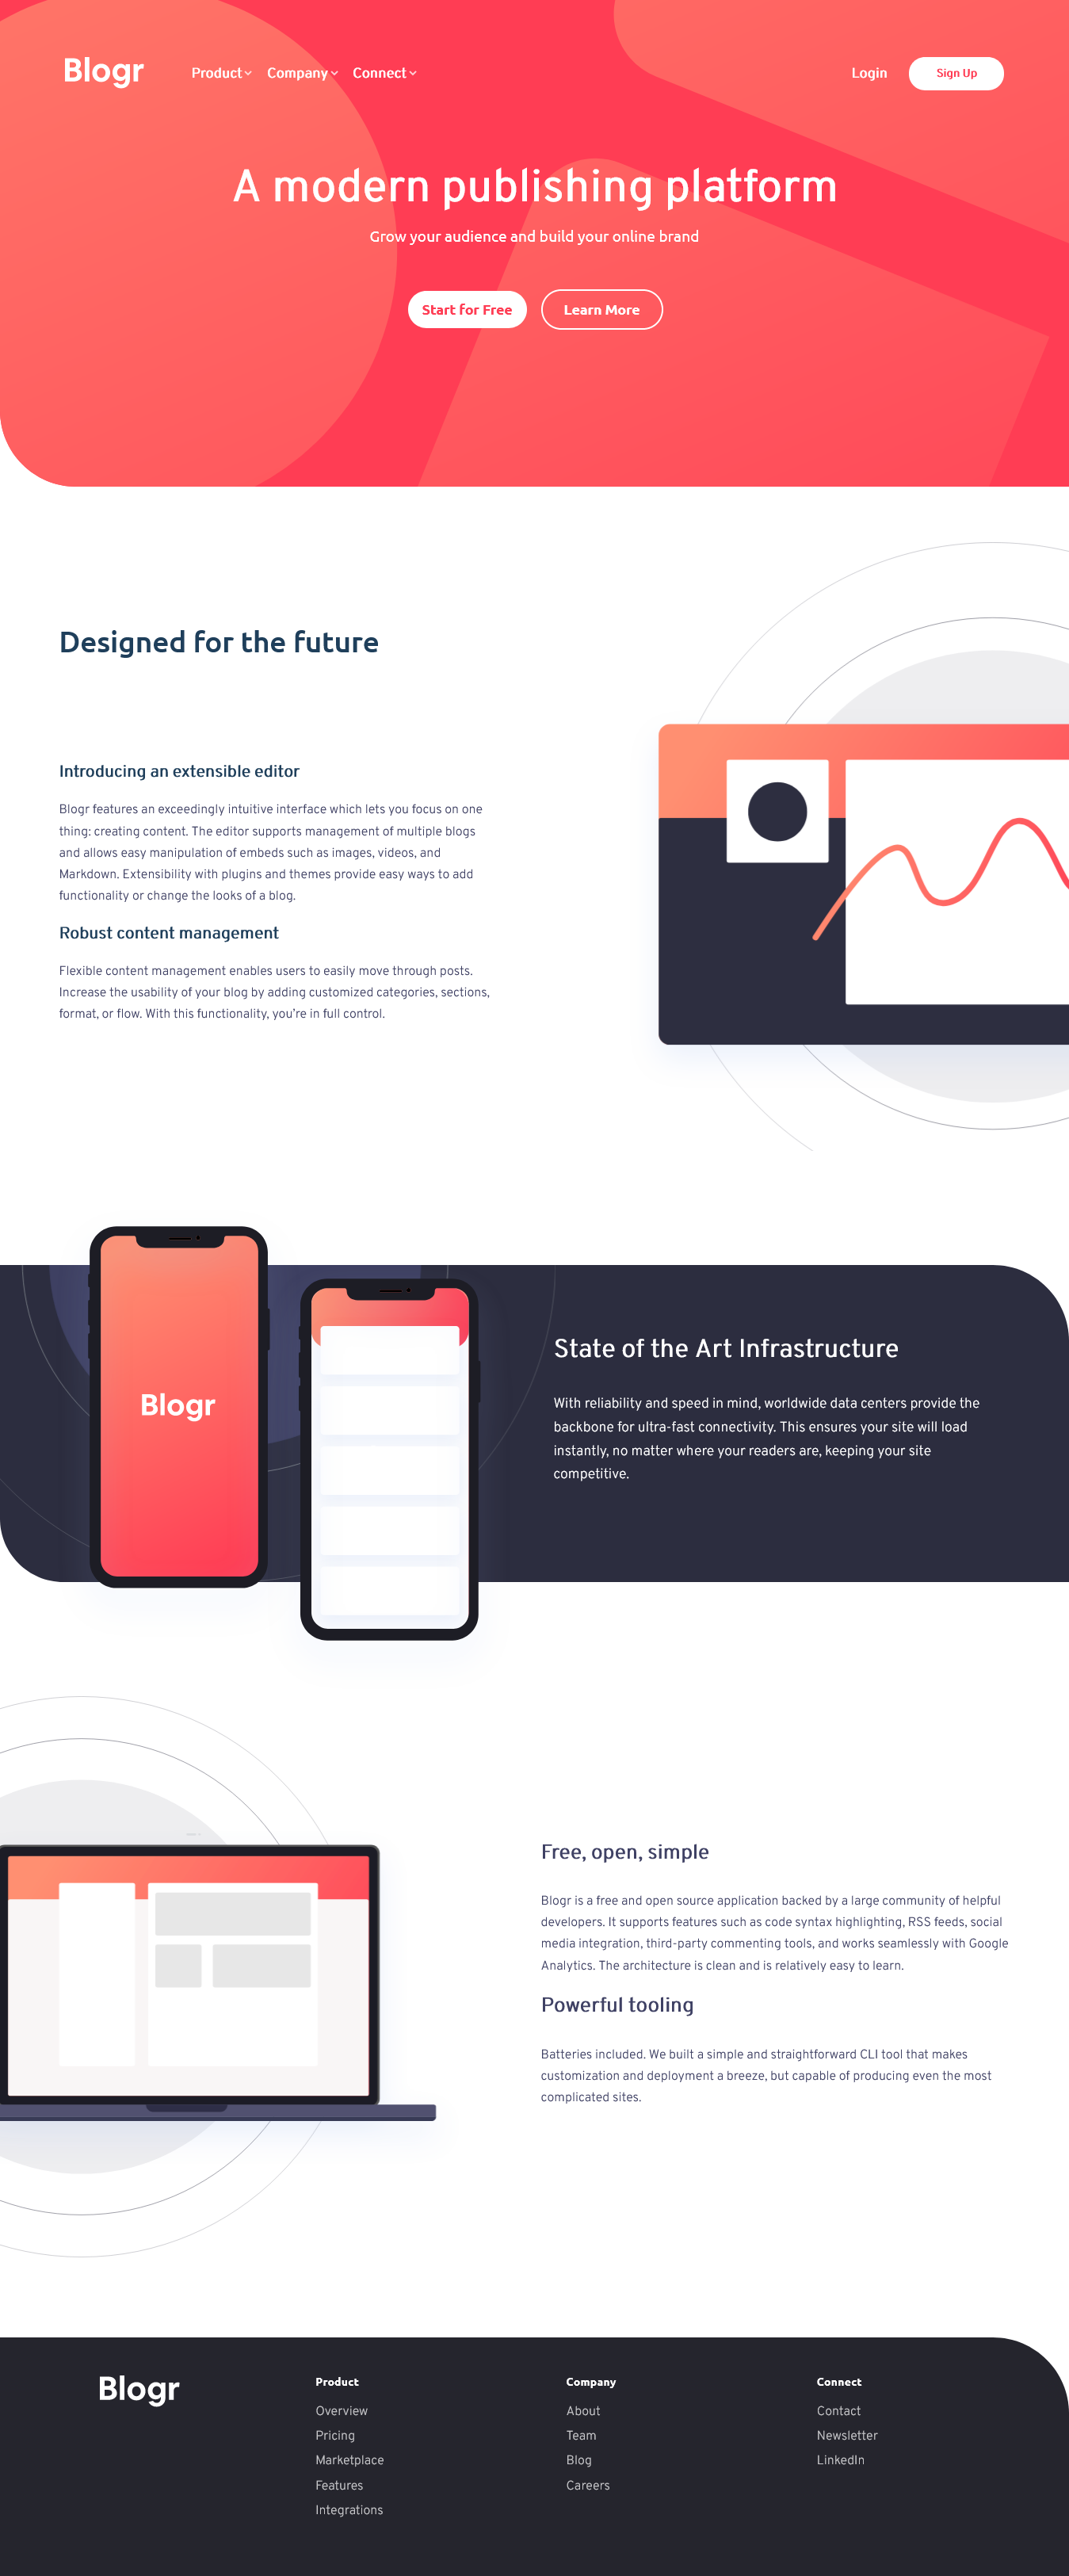 Blogr
Product Company Connect
Login Sign Up
A modern publishing platform
Grow your audience and build your online brand
Start for Free Learn More
Designed for the future
Introducing an extensible editor
Blogr features an exceedingly intuitive interface which lets you focus on one
thing: creating content. The editor supports management of multiple blogs
and allows easy manipulation of embeds such as images, videos, and
Markdown. Extensibility with plugins and themes provide easy ways to add
functionality or change the looks of a blog.
Robust content management
Flexible content management enables users to easily move through posts.
Increase the usability of your blog by adding customized categories, sections,
format, or flow. With this functionality, you're in full control.
Blogr
State of the Art Infrastructure
With reliability and speed in mind, worldwide data centers provide the
backbone for ultra-fast connectivity. This ensures your site will load
instantly, no matter where your readers are, keeping your site
competitive.
Free, open, simple
Blogr is a free and open source application backed by a large community of helpful
developers. It supports features such as code syntax highlighting, RSS feeds, social
media integration, third-party commenting tools, and works seamlessly with Google
Analytics. The architecture is clean and is relatively easy to learn.
Powerful tooling
Batteries included. We built a simple and straightforward CLI tool that makes
customization and deployment a breeze, but capable of producing even the most
complicated sites.
Blogr
Product
Overview
Pricing
Marketplace
Features
Integrations
Company
About
Team
Blog
Careers
Connect
Contact
Newsletter
LinkedIn